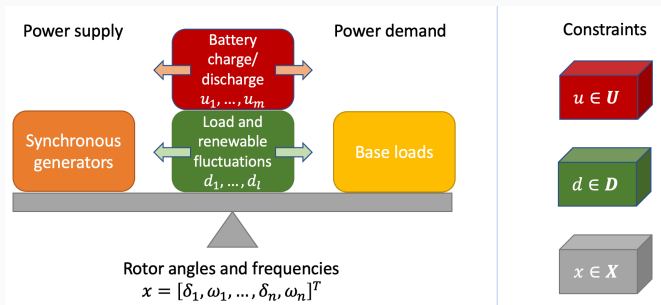 Power supply
Battery
charge/
discharge
u₁, …, uₘ
Power demand
Constraints
Synchronous
generators
Load and
renewable
fluctuations
d₁, …, dₗ
Base loads
u ∈ U
d ∈ D
x ∈ X
Rotor angles and frequencies
x = [δ₁, ω₁, …, δₙ, ωₙ]ᵀ